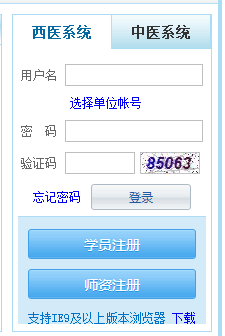 西医系统 中医系统
用户名
选择单位帐号
密 码
验证码 85063
忘记密码 登录
学员注册
师资注册
支持IE9及以上版本浏览器 下载